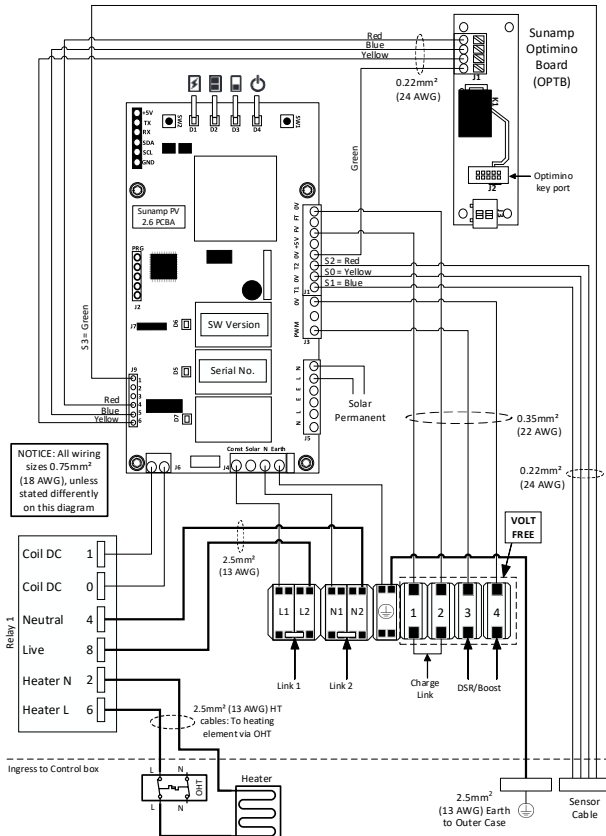 Red
Blue
Yellow
0.22mm²
(24 AWG)
Green
J1
Sunamp
Optimino
Board
(OPTB)
K1
J2
Optimino
key port
+5V
TX
RX
SDA
SCL
GND
SW2
D1
D2
D3
D4
SW1
Sunamp PV
2.6 PCBA
PRG
J2
0V
FT
FV
+5V
0V
T2
0V
T1
J1
S2 = Red
S0 = Yellow
S1 = Blue
0V
PWM
J3
S3 = Green
J7
D6
SW Version
D5
Serial No.
D7
J9
1
2
3
4
5
6
Red
Blue
Yellow
N
L
E
E
L
N
J5
Solar
Permanent
0.35mm²
(22 AWG)
0.22mm²
(24 AWG)
NOTICE: All wiring
sizes 0.75mm²
(18 AWG), unless
stated differently
on this diagram
J6
J4
Const Solar N Earth
2.5mm²
(13 AWG)
VOLT
FREE
Relay 1
Coil DC 1
Coil DC 0
Neutral 4
Live 8
Heater N 2
Heater L 6
L1 L2 N1 N2 1 2 3 4
Link 1
Link 2
Charge
Link
DSR/Boost
2.5mm² (13 AWG) HT
cables: To heating
element via OHT
Ingress to Control box
L N
OHT
L N
Heater
2.5mm²
(13 AWG) Earth
to Outer Case
Sensor
Cable